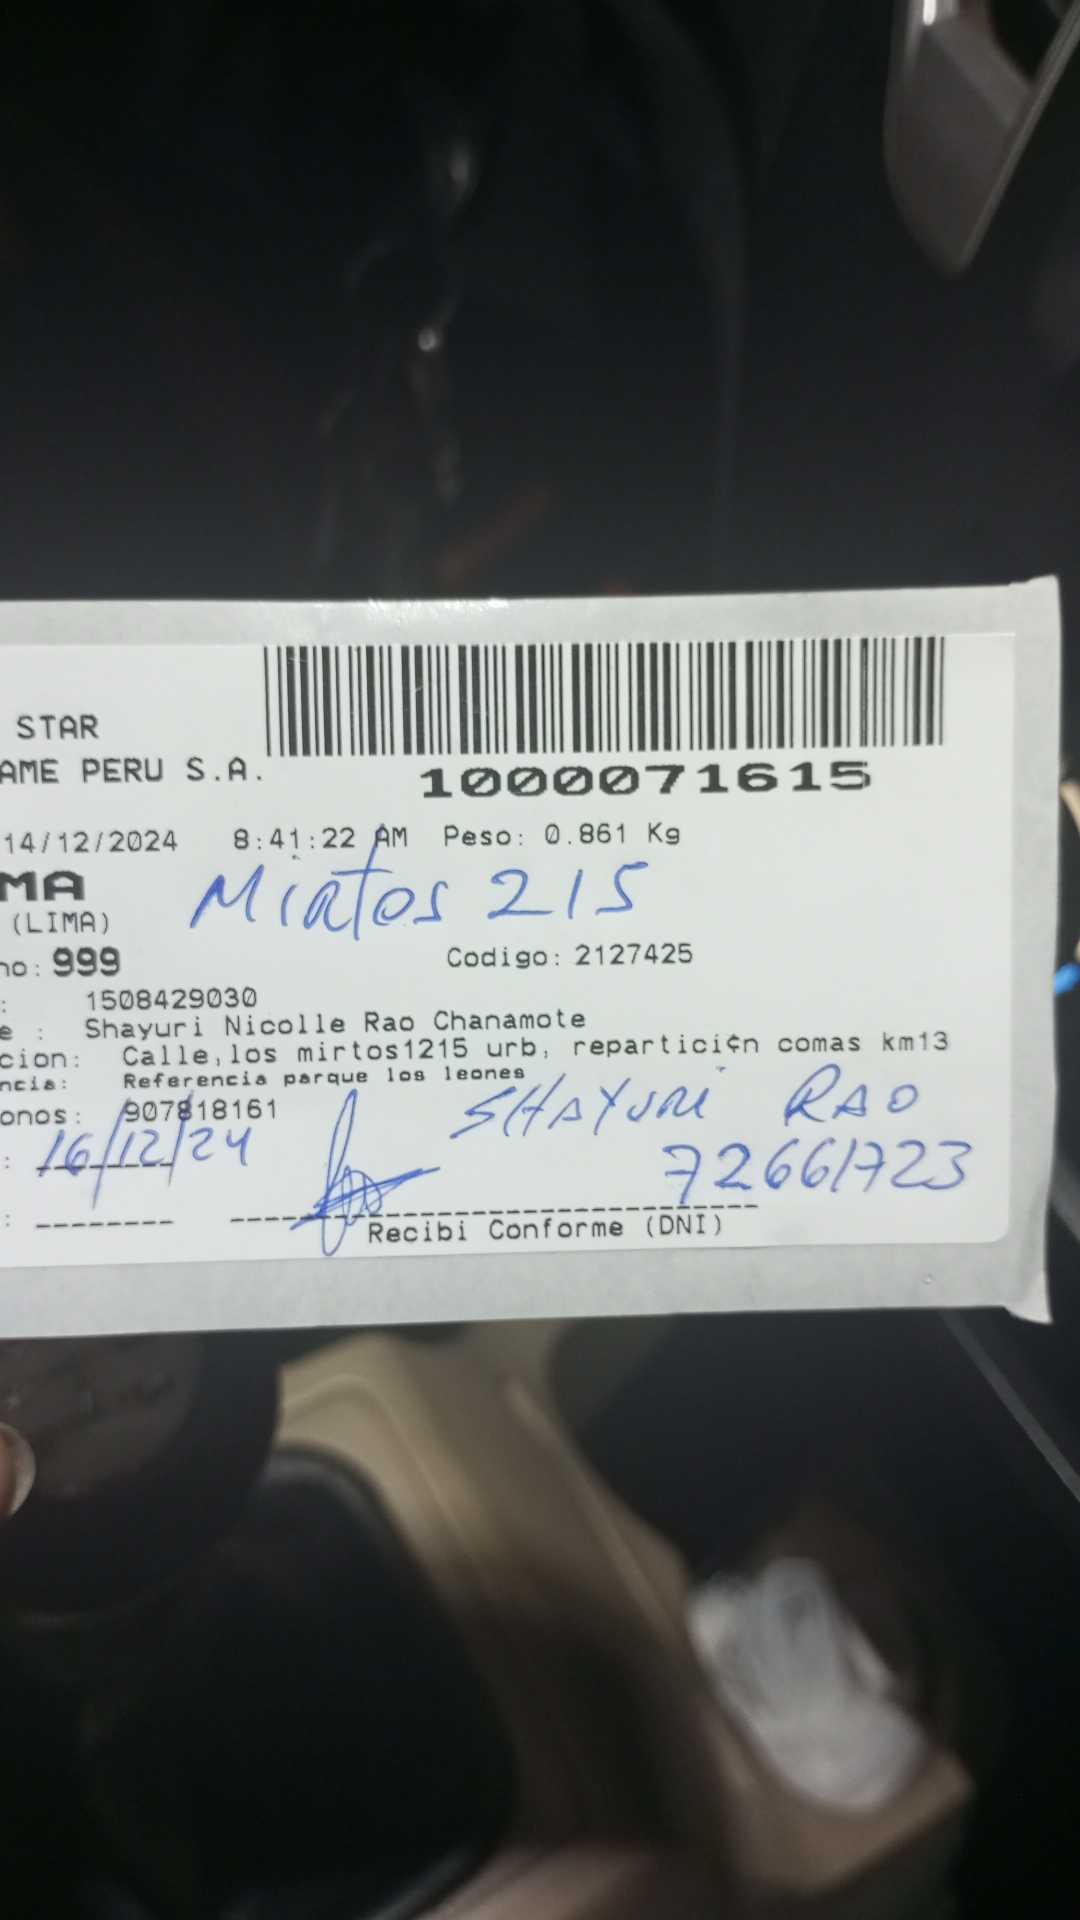 STAR
AME PERU S.A.
1000071615
14/12/2024 8:41:22 AM Peso: 0.861 Kg
MA
(LIMA)
Mirtos 215
no: 999 Codigo: 2127425
: 1508429030
e : Shayuri Nicolle Rao Chanamote
cion: Calle,los mirtos1215 urb, repartici¢n comas km13
ncia: Referencia parque los leones
onos: 907818161
SHAYURI RAO
: 16/12/24
72661723
: --------
Recibi Conforme (DNI)